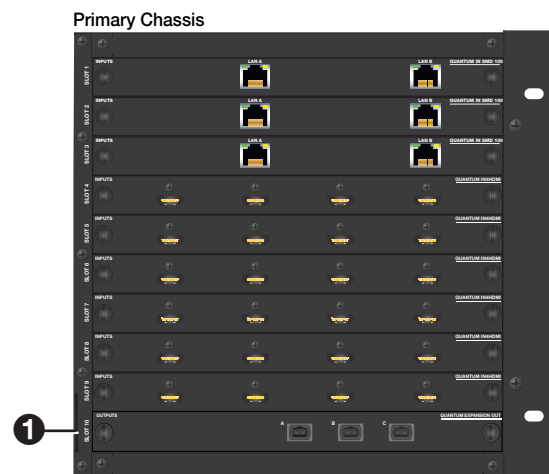 Primary Chassis
SLOT 1 INPUTS LAN A LAN B QUANTUM IN SMD 100
SLOT 2 INPUTS LAN A LAN B QUANTUM IN SMD 100
SLOT 3 INPUTS LAN A LAN B QUANTUM IN SMD 100
SLOT 4 INPUTS QUANTUM IN4HDMI
SLOT 5 INPUTS QUANTUM IN4HDMI
SLOT 6 INPUTS QUANTUM IN4HDMI
SLOT 7 INPUTS QUANTUM IN4HDMI
SLOT 8 INPUTS QUANTUM IN4HDMI
SLOT 9 INPUTS QUANTUM IN4HDMI
1 SLOT 10 OUTPUTS A B C QUANTUM EXPANSION OUT